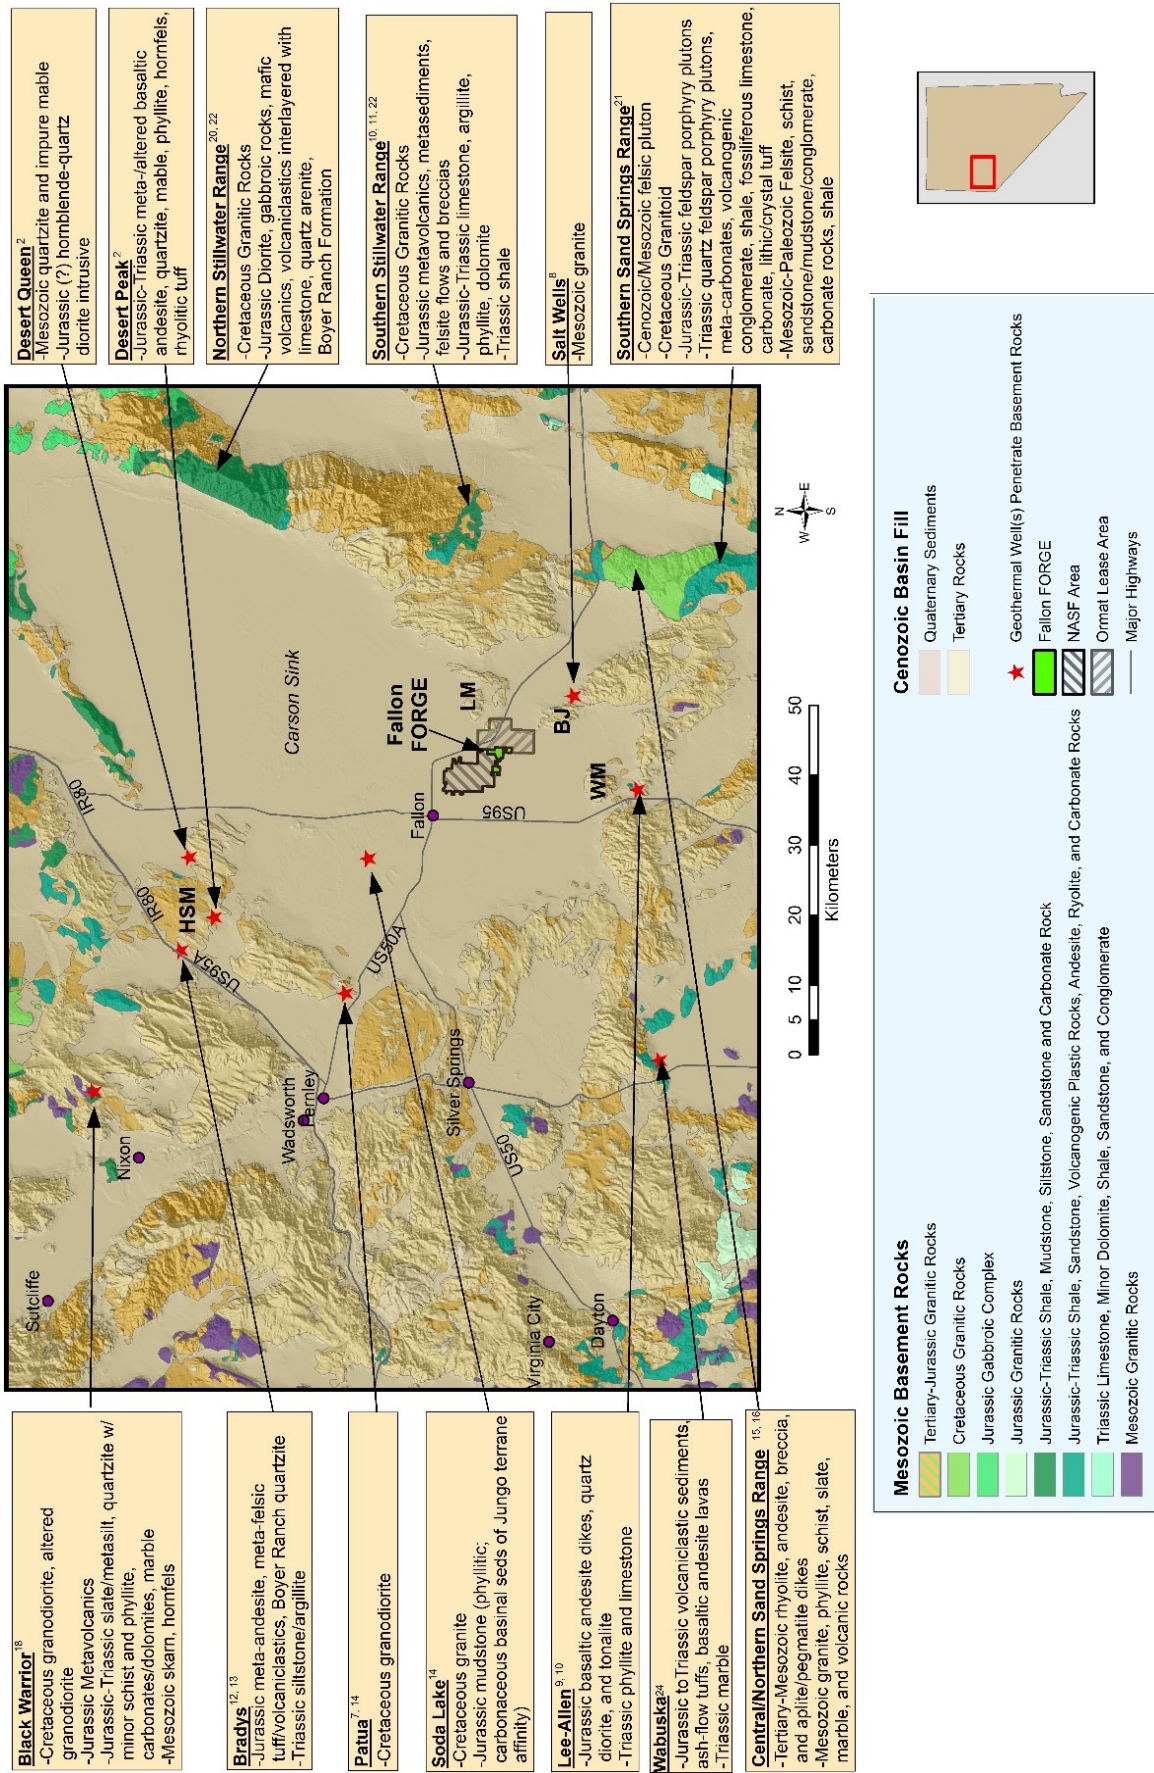 Black Warrior18
-Cretaceous granodiorite, altered
granodiorite
-Jurassic Metavolcanics
-Jurassic-Triassic slate/metasilt, quartzite w/
minor schist and phyllite,
carbonates/dolomites, marble
-Mesozoic skarn, hornfels
Bradys12, 13
-Jurassic meta-andesite, meta-felsic
tuff/volcaniclastics, Boyer Ranch quartzite
-Triassic siltstone/argillite
Patua7, 14
-Cretaceous granodiorite
Soda Lake14
-Cretaceous granite
-Jurassic mudstone (phyllitic;
carbonaceous basinal seds of Jungo terrane
affinity)
Lee-Allen9, 10
-Jurassic basaltic andesite dikes, quartz
diorite, and tonalite
-Triassic phyllite and limestone
Wabuska24
-Jurassic to Triassic volcaniclastic sediments,
ash-flow tuffs, basaltic andesite lavas
-Triassic marble
Central/Northern Sand Springs Range 15, 16
-Tertiary-Mesozoic rhyolite, andesite, breccia,
and aplite/pegmatite dikes
-Mesozoic granite, phyllite, schist, slate,
marble, and volcanic rocks
Sutcliffe
Nixon
Wadsworth
Fernley
Silver Springs
Virginia City
Dayton
US50
US50A
US95A
IR80
IR80
HSM
Carson Sink
Fallon
US95
Fallon
FORGE
LM
BJ
WM
N
W
E
S
0
5
10
20
30
40
50
Kilometers
Desert Queen2
-Mesozoic quartzite and impure mable
-Jurassic (?) hornblende-quartz
diorite intrusive
Desert Peak2
-Jurassic-Triassic meta-/altered basaltic
andesite, quartzite, mable, phyllite, hornfels,
rhyolitic tuff
Northern Stillwater Range20, 22
-Cretaceous Granitic Rocks
-Jurassic Diorite, gabbroic rocks, mafic
volcanics, volcaniclastics interlayered with
limestone, quartz arenite,
Boyer Ranch Formation
Southern Stillwater Range10, 11, 22
-Cretaceous Granitic Rocks
-Jurassic metavolcanics, metasediments,
felsite flows and breccias
-Jurassic-Triassic limestone, argillite,
phyllite, dolomite
-Triassic shale
Salt Wells8
-Mesozoic granite
Southern Sand Springs Range21
-Cenozoic/Mesozoic felsic pluton
-Cretaceous Granitoid
-Jurassic-Triassic feldspar porphyry plutons
-Triassic quartz feldspar porphyry plutons,
meta-carbonates, volcanogenic
conglomerate, shale, fossiliferous limestone,
carbonate, lithic/crystal tuff
-Mesozoic-Paleozoic Felsite, schist,
sandstone/mudstone/conglomerate,
carbonate rocks, shale
Mesozoic Basement Rocks
Tertiary-Jurassic Granitic Rocks
Cretaceous Granitic Rocks
Jurassic Gabbroic Complex
Jurassic Granitic Rocks
Jurassic-Triassic Shale, Mudstone, Siltstone, Sandstone and Carbonate Rock
Jurassic-Triassic Shale, Sandstone, Volcanogenic Plastic Rocks, Andesite, Ryolite, and Carbonate Rocks
Triassic Limestone, Minor Dolomite, Shale, Sandstone, and Conglomerate
Mesozoic Granitic Rocks
Cenozoic Basin Fill
Quaternary Sediments
Tertiary Rocks
Geothermal Well(s) Penetrate Basement Rocks
Fallon FORGE
NASF Area
Ormat Lease Area
Major Highways